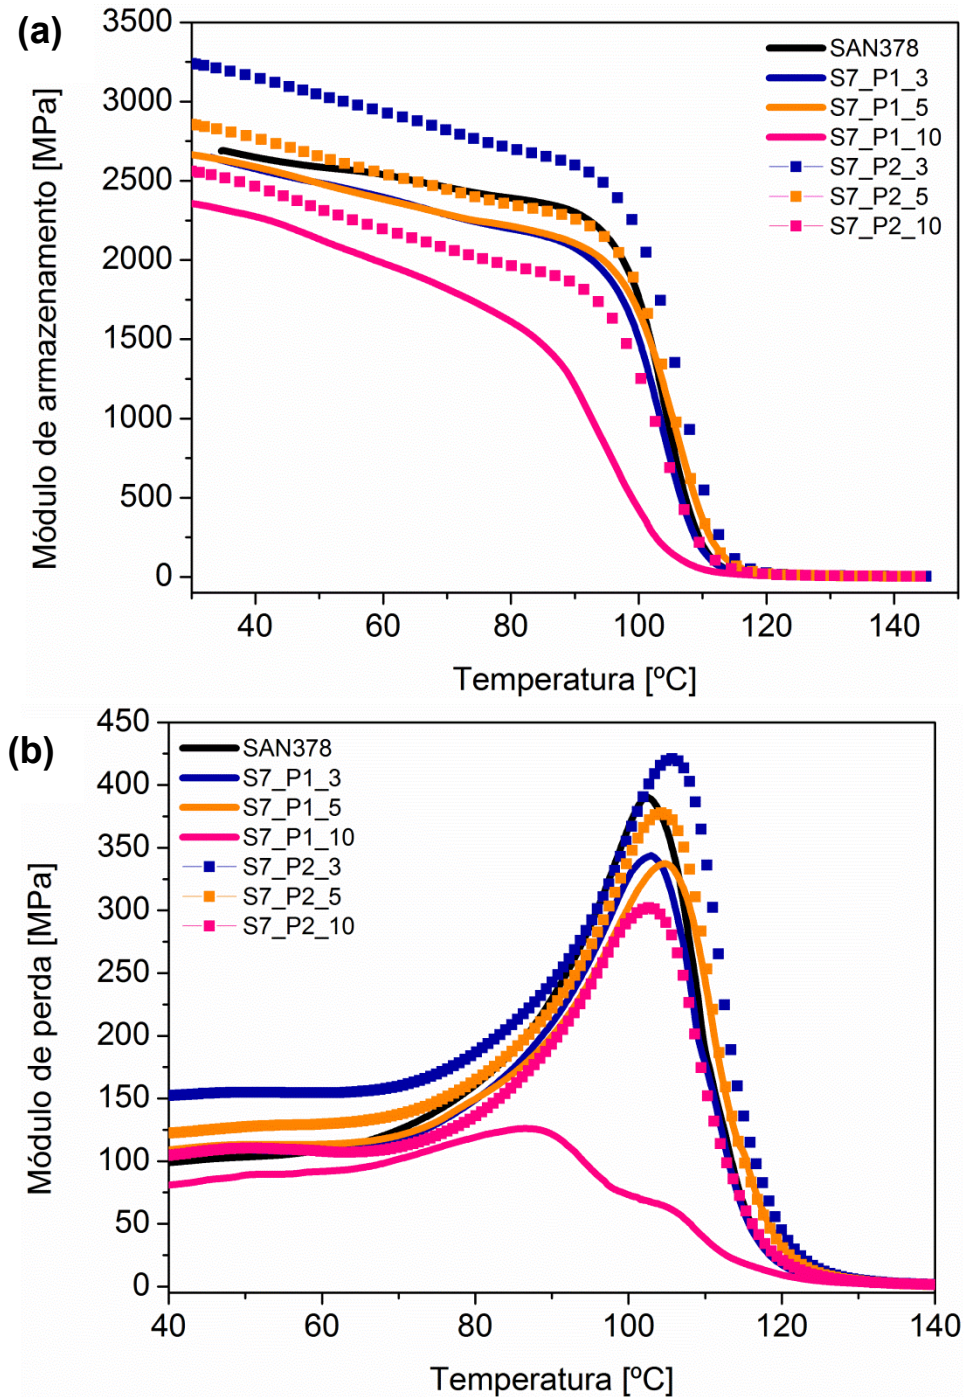 (a)
3500
3000
2500
2000
1500
1000
500
0
Módulo de armazenamento [MPa]
SAN378
S7_P1_3
S7_P1_5
S7_P1_10
S7_P2_3
S7_P2_5
S7_P2_10
40 60 80 100 120 140
Temperatura [ºC]
(b)
450
400
350
300
250
200
150
100
50
0
Módulo de perda [MPa]
SAN378
S7_P1_3
S7_P1_5
S7_P1_10
S7_P2_3
S7_P2_5
S7_P2_10
40 60 80 100 120 140
Temperatura [ºC]